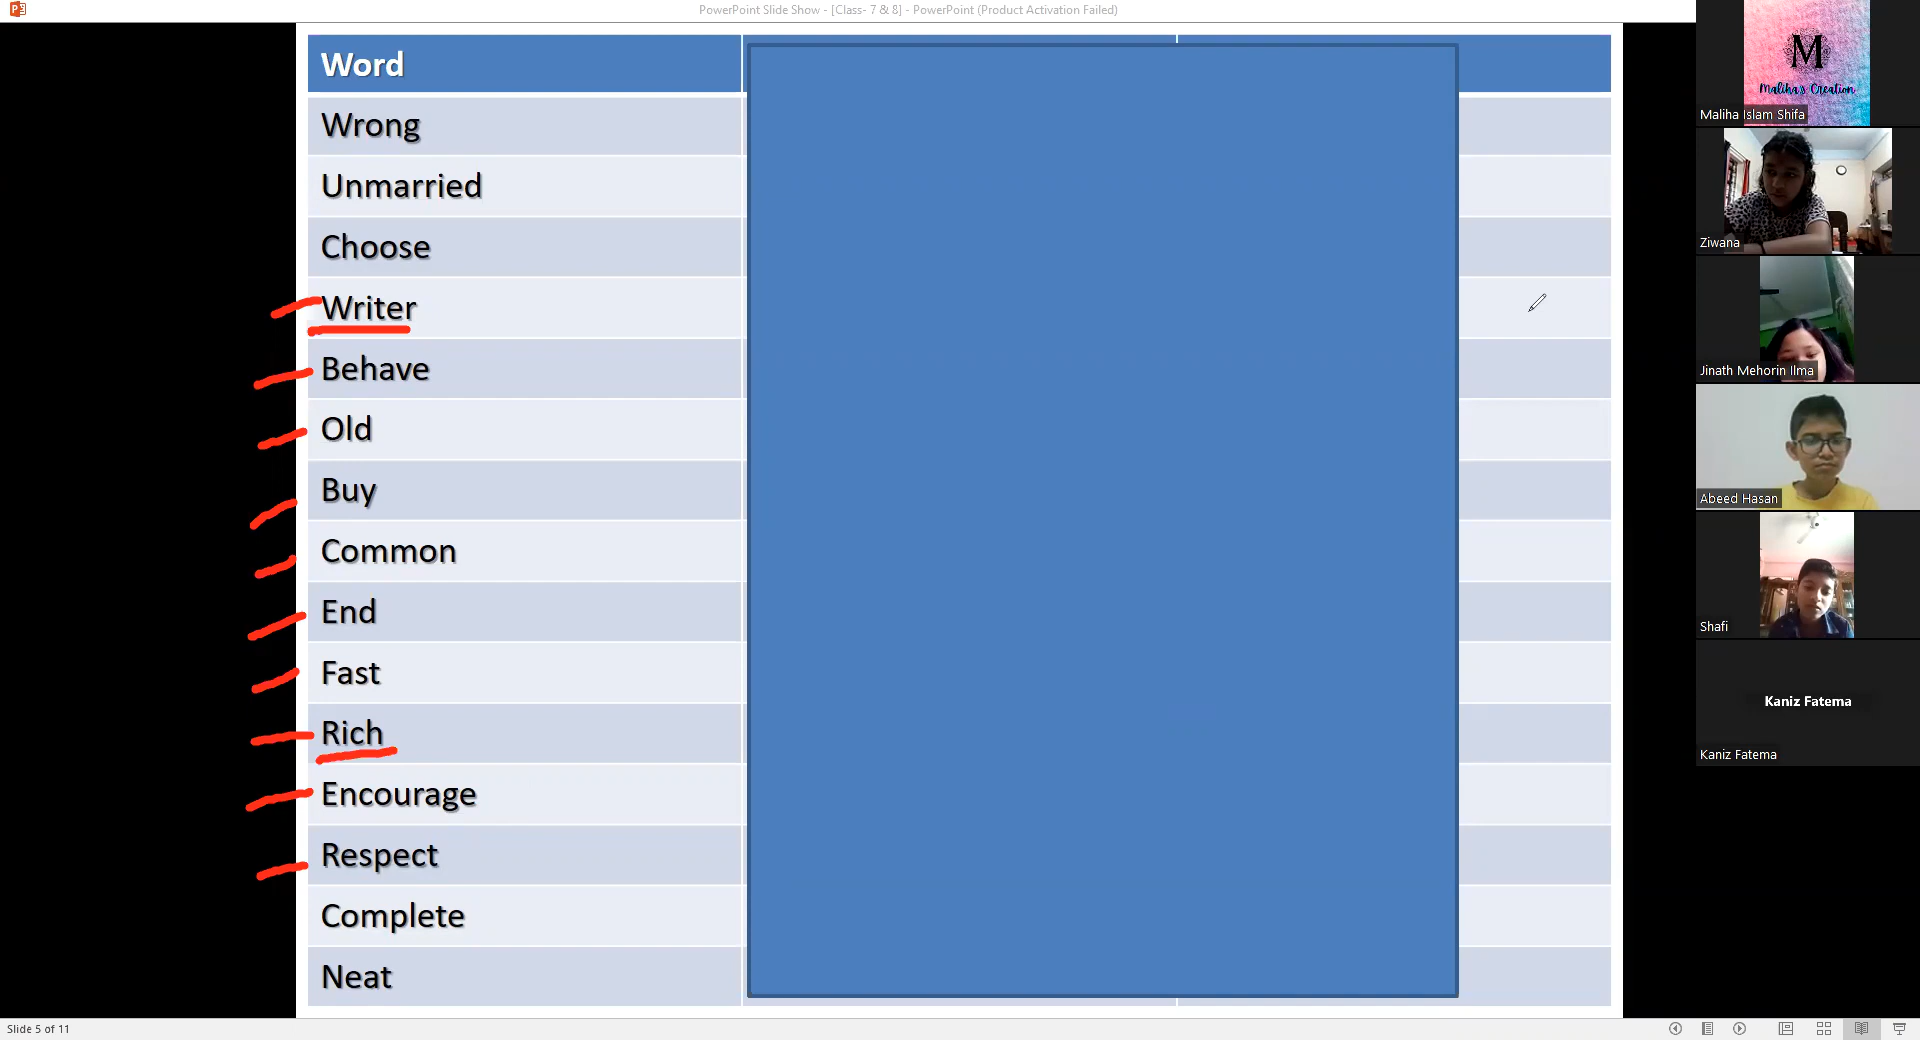 PowerPoint Slide Show - [Class- 7 & 8] - PowerPoint (Product Activation Failed)
Word
Wrong
Unmarried
Choose
Writer
Behave
Old
Buy
Common
End
Fast
Rich
Encourage
Respect
Complete
Neat
M
Maliha's Creation
Maliha Islam Shifa
Ziwana
Jinath Mehorin Ilma
Abeed Hasan
Shafi
Kaniz Fatema
Kaniz Fatema
Slide 5 of 11